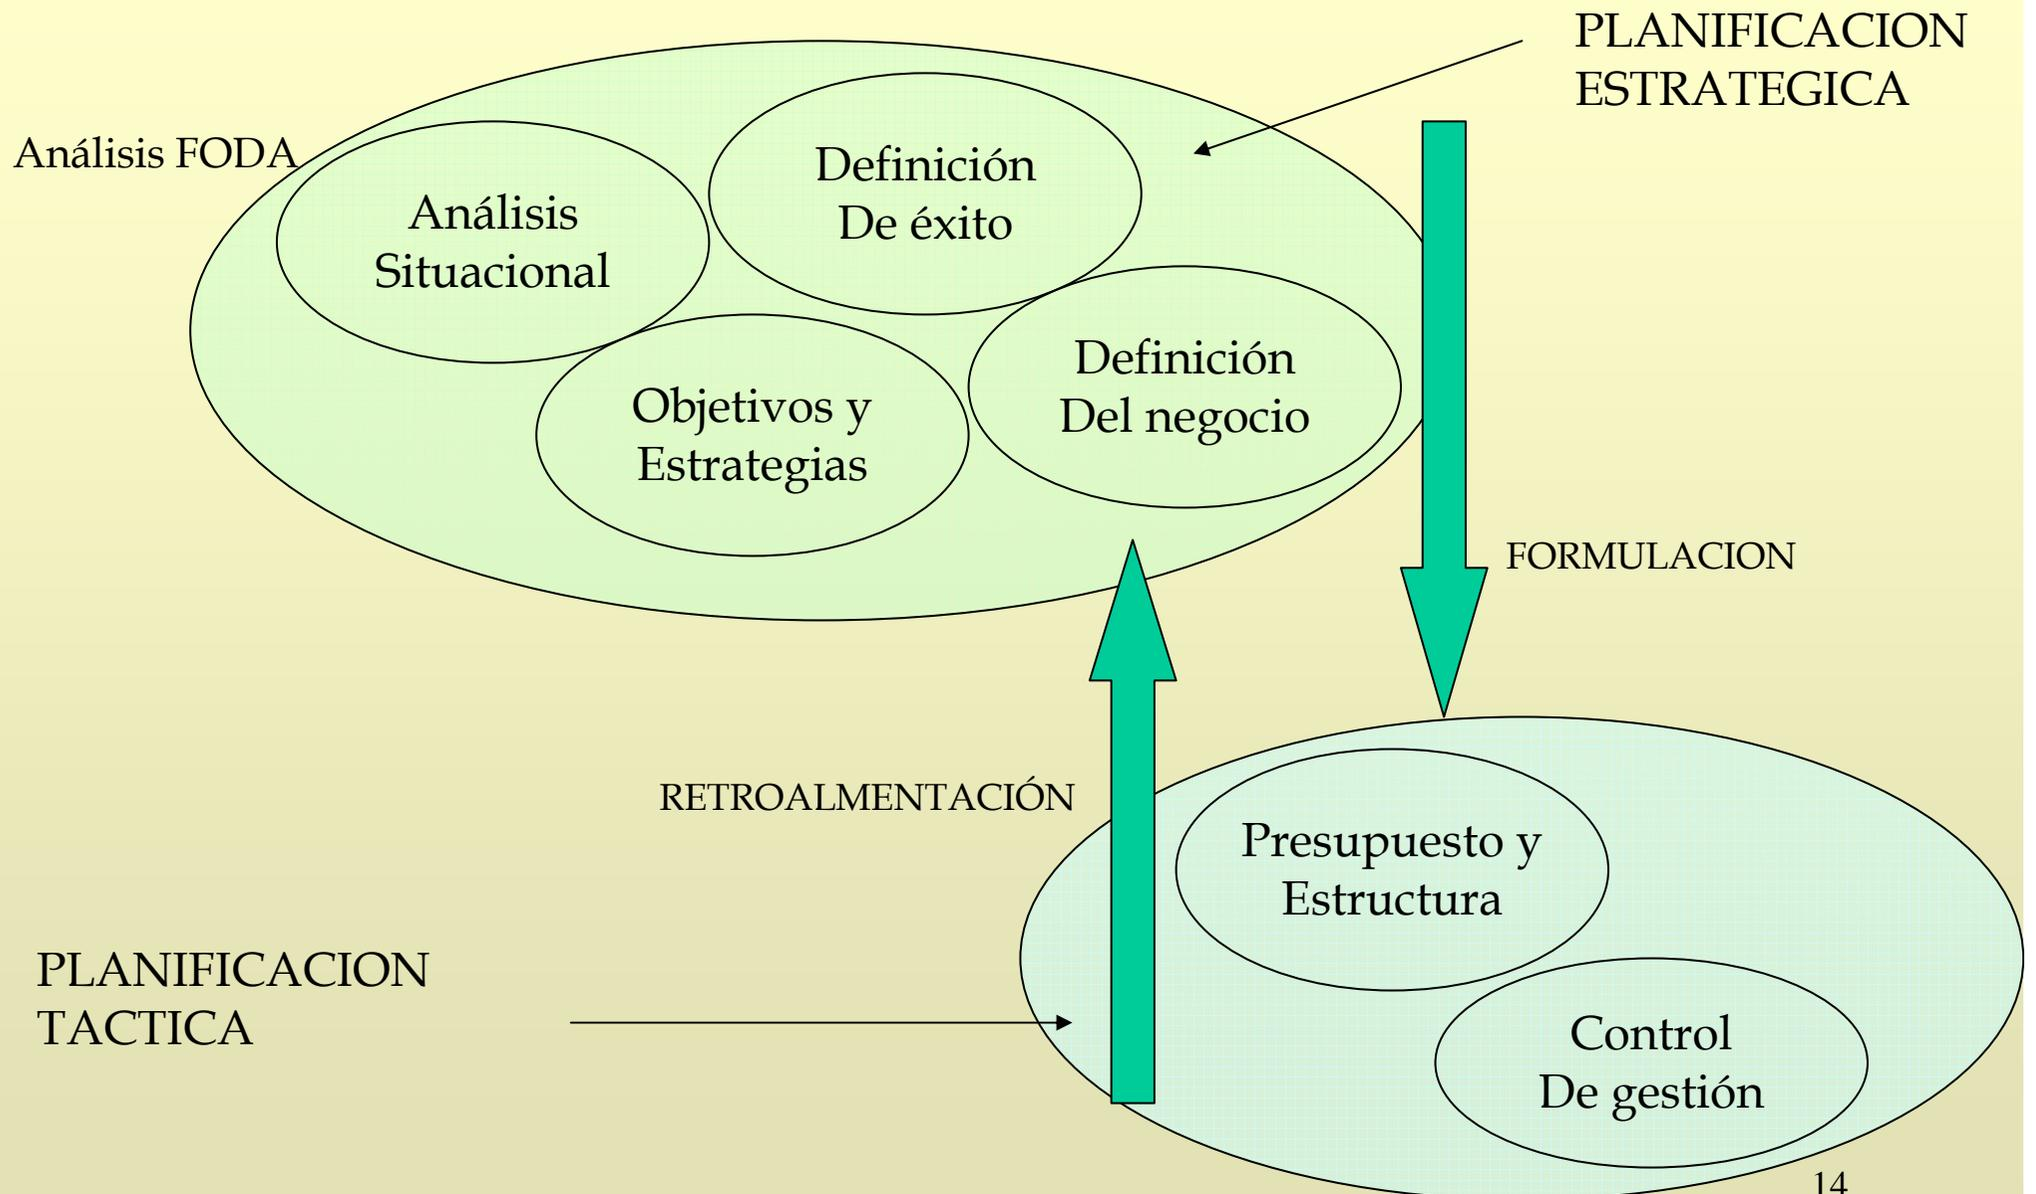 PLANIFICACION
ESTRATEGICA
Análisis FODA
Análisis
Situacional
Definición
De éxito
Objetivos y
Estrategias
Definición
Del negocio
FORMULACION
RETROALMENTACIÓN
Presupuesto y
Estructura
PLANIFICACION
TACTICA
Control
De gestión
14